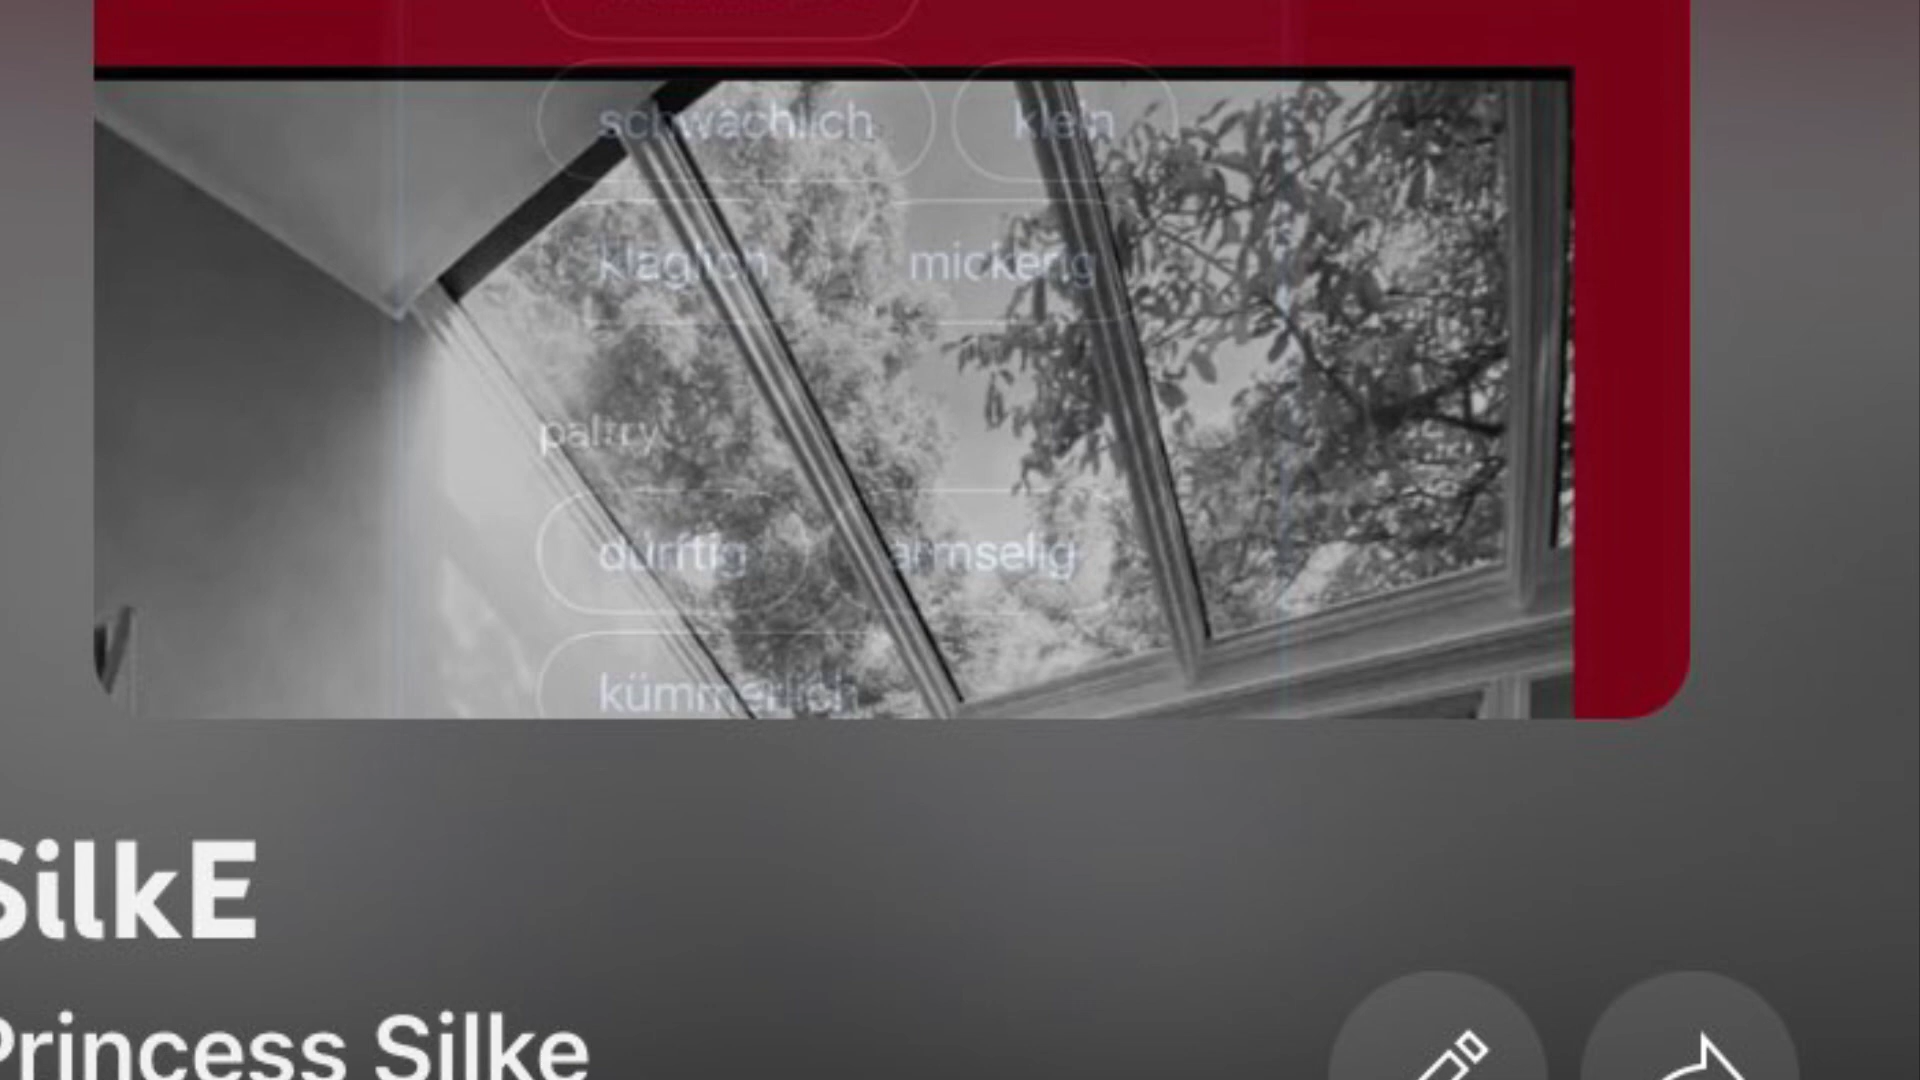 schwächlich klein
kläglich mickerig
paltry
dürftig armselig
kümmerlich
SilkE
Princess Silke